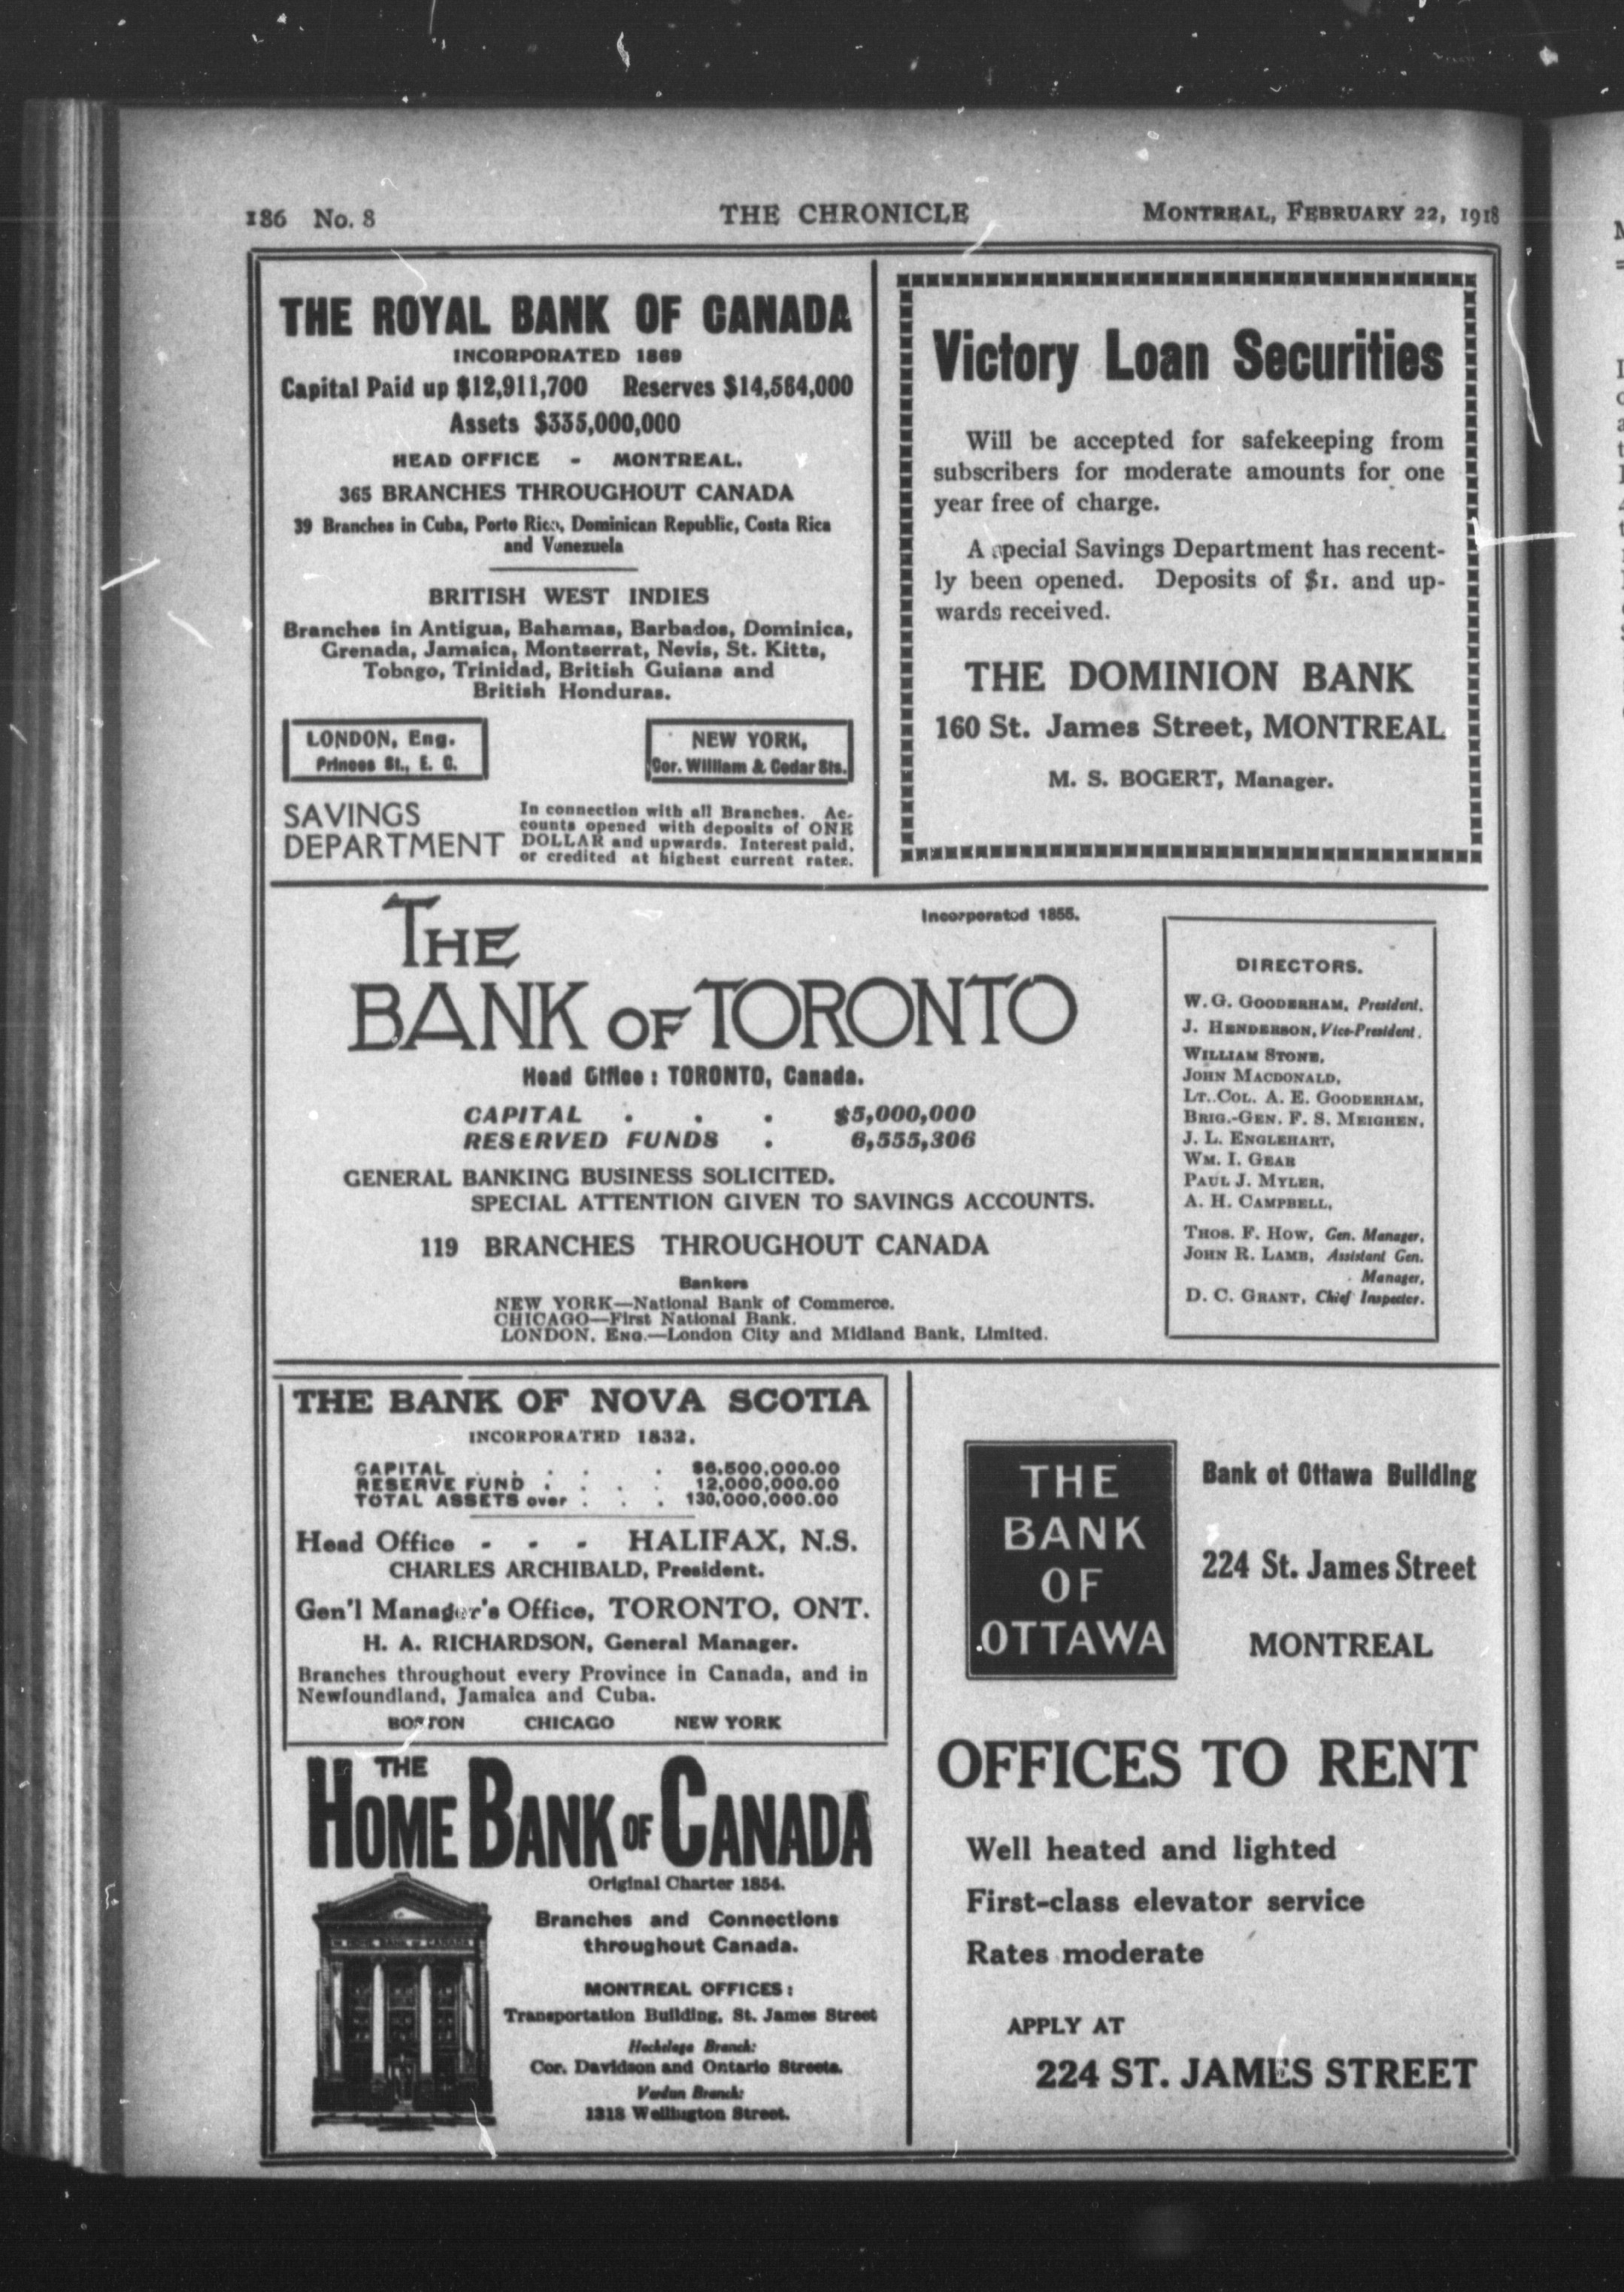 186 No. 8
THE CHRONICLE
MONTREAL, FEBRUARY 22, 1918
THE ROYAL BANK OF CANADA
INCORPORATED 1869
Capital Paid up $12,911,700 Reserves $14,564,000
Assets $335,000,000
HEAD OFFICE - MONTREAL.
365 BRANCHES THROUGHOUT CANADA
39 Branches in Cuba, Porto Rico, Dominican Republic, Costa Rica
and Venezuela
BRITISH WEST INDIES
Branches in Antigua, Bahamas, Barbados, Dominica,
Grenada, Jamaica, Montserrat, Nevis, St. Kitts,
Tobago, Trinidad, British Guiana and
British Honduras.
LONDON, Eng.
Princes St., E. C.
NEW YORK,
Cor. William & Cedar Sts.
SAVINGS
DEPARTMENT
In connection with all Branches. Ac-
counts opened with deposits of ONE
DOLLAR and upwards. Interest paid,
or credited at highest current rates.
Victory Loan Securities
Will be accepted for safekeeping from
subscribers for moderate amounts for one
year free of charge.
A special Savings Department has recent-
ly been opened. Deposits of $1. and up-
wards received.
THE DOMINION BANK
160 St. James Street, MONTREAL
M. S. BOGERT, Manager.
THE
BANK OF TORONTO
Incorporated 1855.
Head Office : TORONTO, Canada.
CAPITAL . . . $5,000,000
RESERVED FUNDS . 6,555,306
GENERAL BANKING BUSINESS SOLICITED.
SPECIAL ATTENTION GIVEN TO SAVINGS ACCOUNTS.
119 BRANCHES THROUGHOUT CANADA
Bankers
NEW YORK—National Bank of Commerce.
CHICAGO—First National Bank.
LONDON, ENG.—London City and Midland Bank, Limited.
DIRECTORS.
W. G. GOODERHAM, President.
J. HENDERSON, Vice-President.
WILLIAM STONE,
JOHN MACDONALD,
LT.-COL. A. E. GOODERHAM,
BRIG.-GEN. F. S. MEIGHEN,
J. L. ENGLEHART,
WM. I. GEAR
PAUL J. MYLER,
A. H. CAMPBELL,
THOS. F. HOW, Gen. Manager,
JOHN R. LAMB, Assistant Gen.
Manager,
D. C. GRANT, Chief Inspector.
THE BANK OF NOVA SCOTIA
INCORPORATED 1832.
CAPITAL . . . . . $6,500,000.00
RESERVE FUND . . . . 12,000,000.00
TOTAL ASSETS over . . . 130,000,000.00
Head Office - - - HALIFAX, N.S.
CHARLES ARCHIBALD, President.
Gen'l Manager's Office, TORONTO, ONT.
H. A. RICHARDSON, General Manager.
Branches throughout every Province in Canada, and in
Newfoundland, Jamaica and Cuba.
BOSTON CHICAGO NEW YORK
THE
HOME BANK OF CANADA
Original Charter 1854.
Branches and Connections
throughout Canada.
MONTREAL OFFICES :
Transportation Building, St. James Street
Hochelaga Branch:
Cor. Davidson and Ontario Streets.
Verdun Branch:
1318 Wellington Street.
HOME BANK OF CANADA
THE
BANK
OF
OTTAWA
Bank of Ottawa Building
224 St. James Street
MONTREAL
OFFICES TO RENT
Well heated and lighted
First-class elevator service
Rates moderate
APPLY AT
224 ST. JAMES STREET